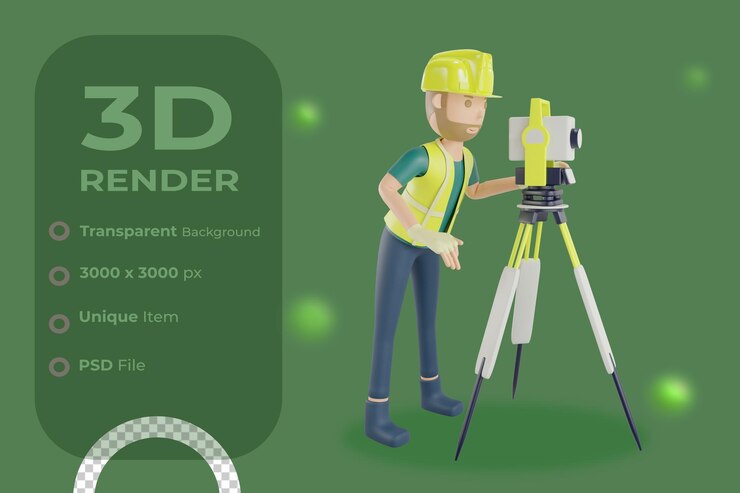 3D
RENDER
Transparent Background
3000 x 3000 px
Unique Item
PSD File